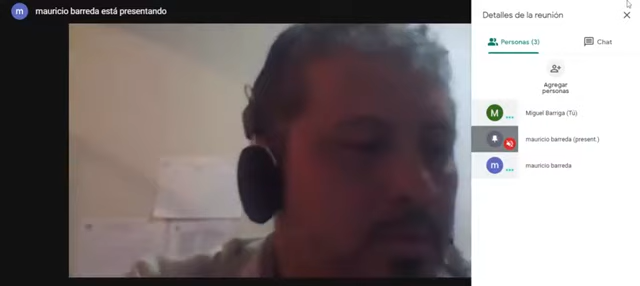 m mauricio barreda está presentando
Detalles de la reunión
Personas (3)
Chat
Agregar
personas
M Miguel Barriga (Tú)
mauricio barreda (present.)
m mauricio barreda